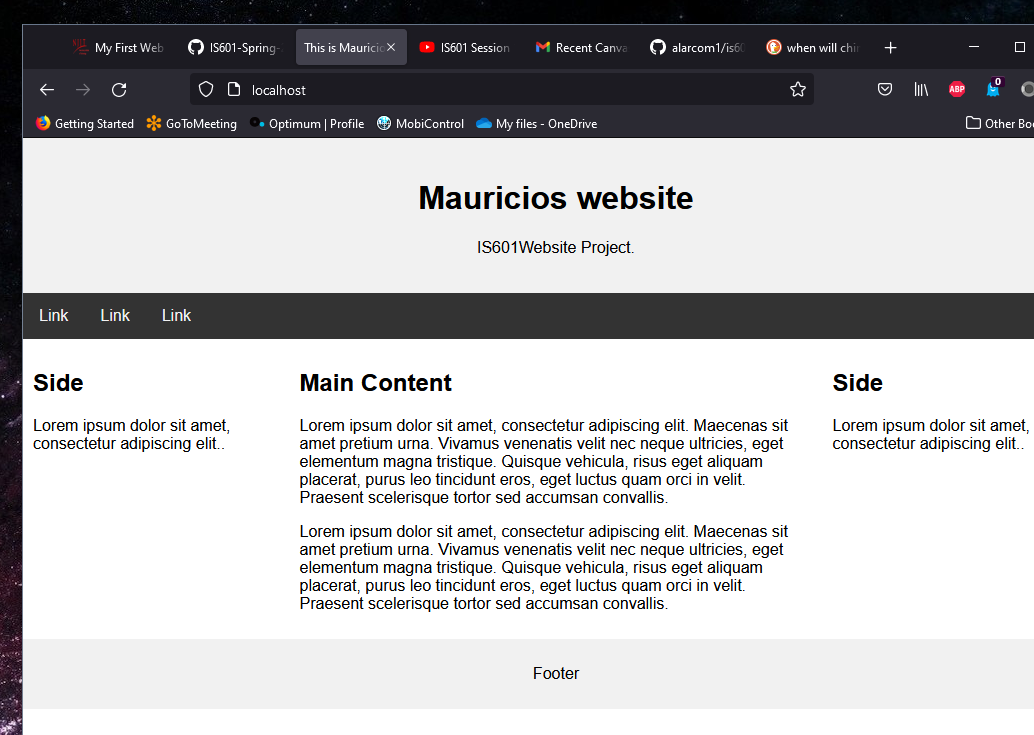 My First Web
IS601-Spring-
This is Mauricio
IS601 Session
Recent Canva
alarcom1/is60
when will chi
localhost
ABP
0
Getting Started
GoToMeeting
Optimum | Profile
MobiControl
My files - OneDrive
Other Boo
Mauricios website
IS601Website Project.
Link Link Link
Side
Lorem ipsum dolor sit amet,
consectetur adipiscing elit..
Main Content
Lorem ipsum dolor sit amet, consectetur adipiscing elit. Maecenas sit
amet pretium urna. Vivamus venenatis velit nec neque ultricies, eget
elementum magna tristique. Quisque vehicula, risus eget aliquam
placerat, purus leo tincidunt eros, eget luctus quam orci in velit.
Praesent scelerisque tortor sed accumsan convallis.
Lorem ipsum dolor sit amet, consectetur adipiscing elit. Maecenas sit
amet pretium urna. Vivamus venenatis velit nec neque ultricies, eget
elementum magna tristique. Quisque vehicula, risus eget aliquam
placerat, purus leo tincidunt eros, eget luctus quam orci in velit.
Praesent scelerisque tortor sed accumsan convallis.
Side
Lorem ipsum dolor sit amet,
consectetur adipiscing elit..
Footer